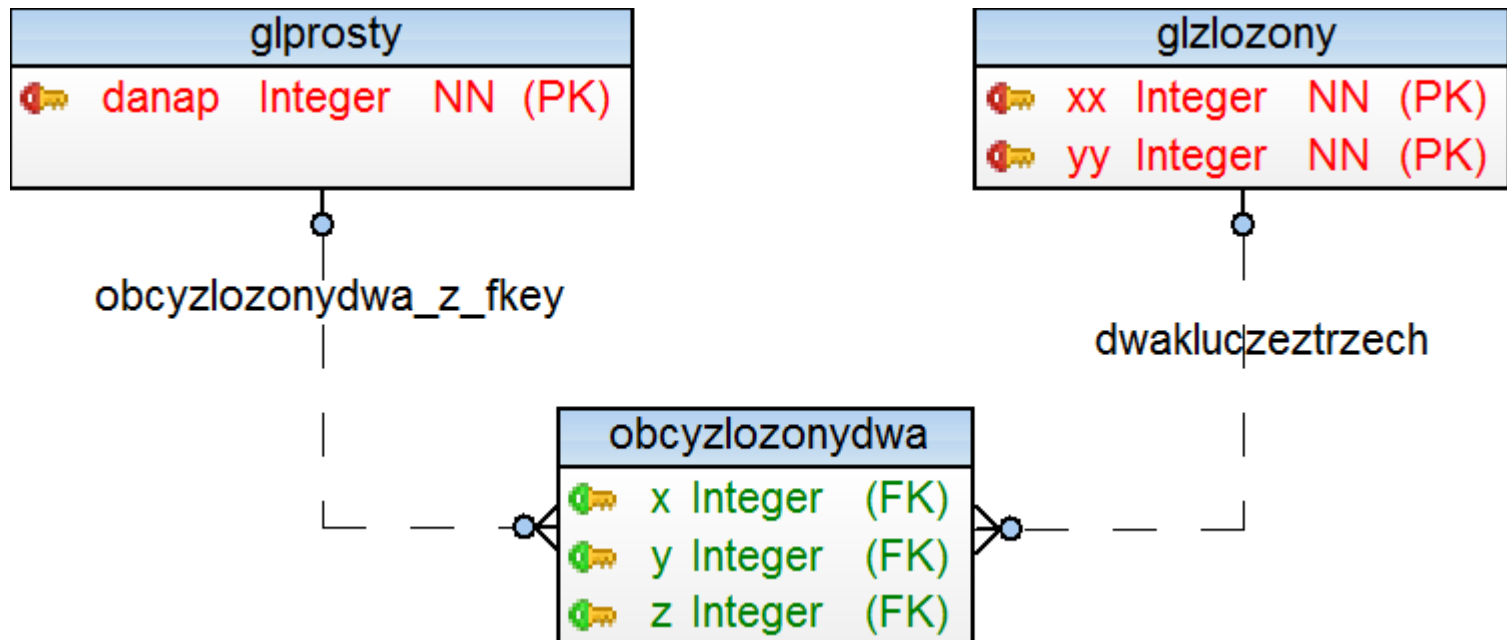 glprosty
danap Integer NN (PK)
glzlozony
xx Integer NN (PK)
yy Integer NN (PK)
obcyzlozonydwa_z_fkey
dwakluczeztrzech
obcyzlozonydwa
x Integer (FK)
y Integer (FK)
z Integer (FK)